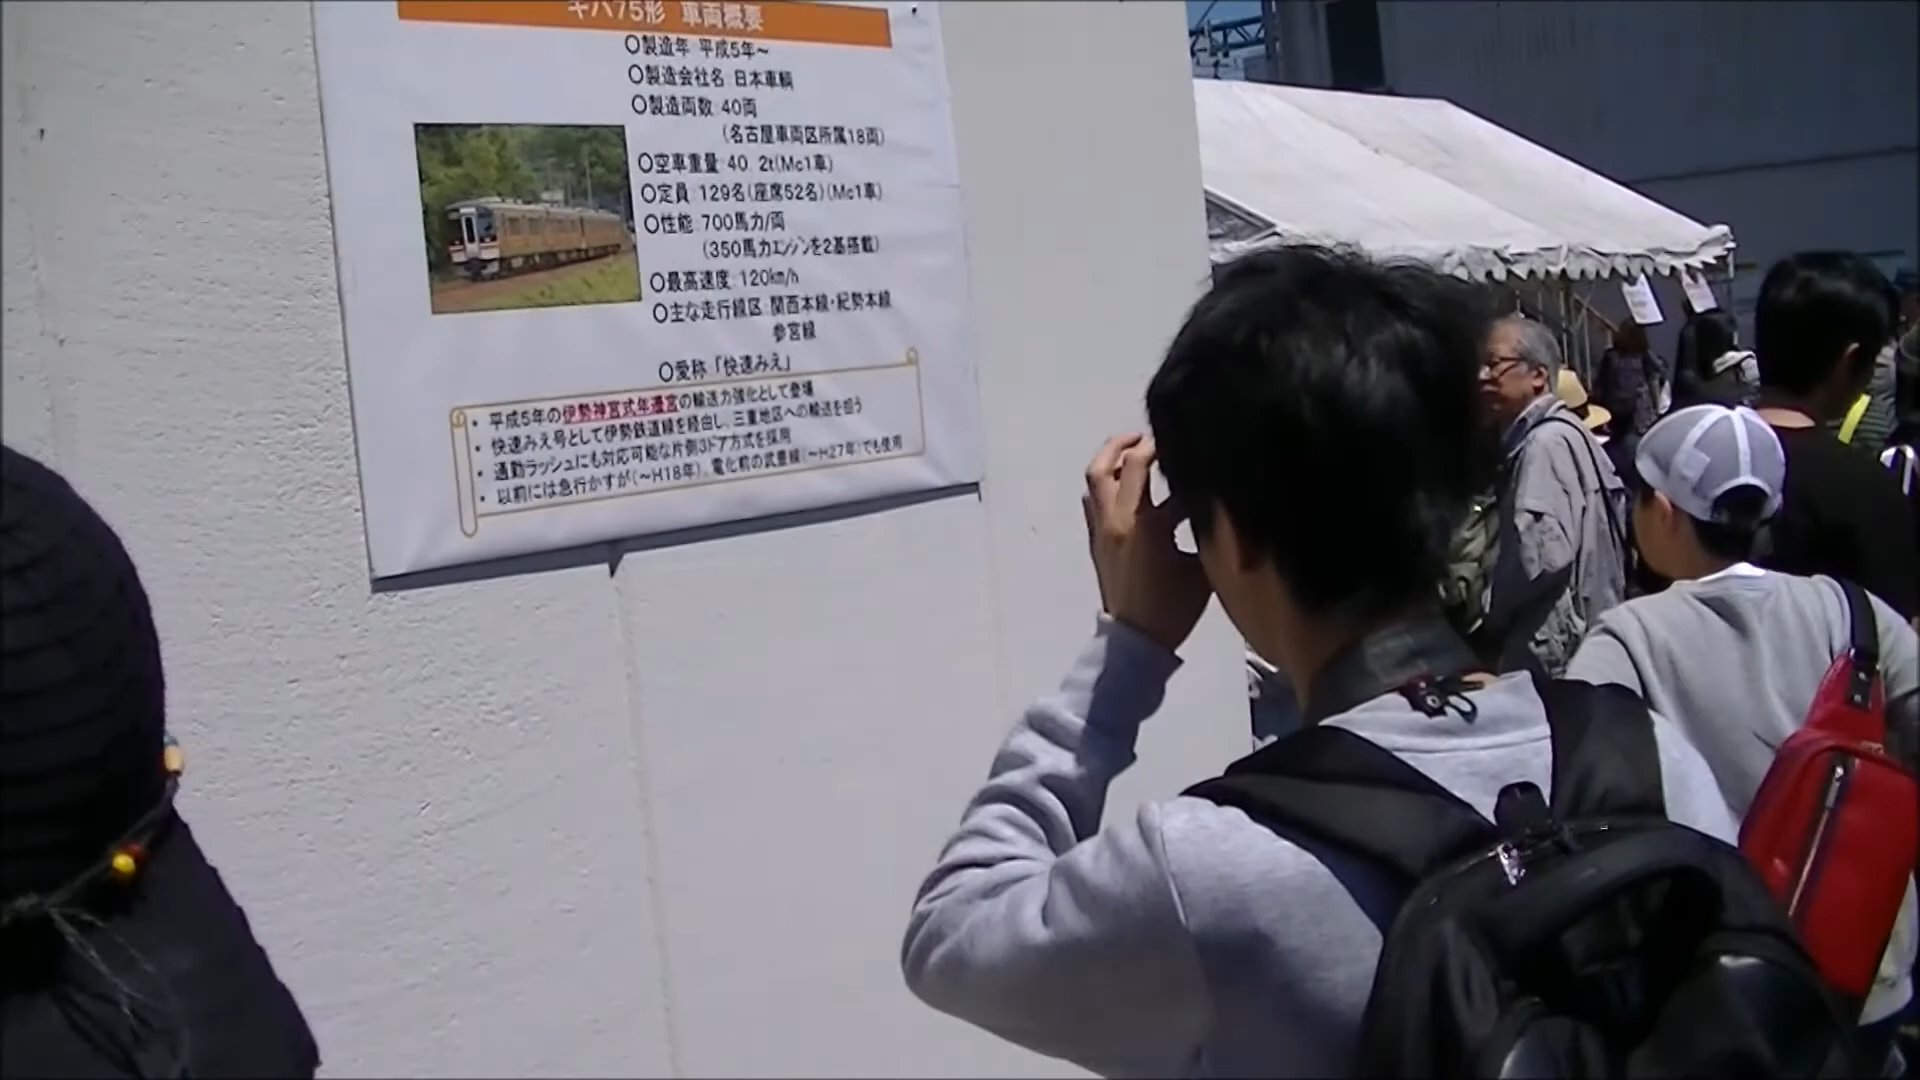 キハ75形 車両概要
○製造年:平成5年~
○製造会社名:日本車輌
○製造両数:40両
(名古屋車両区所属18両)
○空車重量:40.2t(Mc1車)
○定員:129名(座席52名)(Mc1車)
○性能:700馬力/両
(350馬力エンジンを2基搭載)
○最高速度:120km/h
○主な走行線区:関西本線・紀勢本線
参宮線
○愛称「快速みえ」
・平成5年の伊勢神宮式年遷宮の輸送力強化として登場
・快速みえ号として伊勢鉄道線を経由し、三重地区への輸送を担う
・通勤ラッシュにも対応可能な片側3ドア方式を採用
・以前には急行かすが(~H18年)、電化前の武豊線(~H27年)でも使用